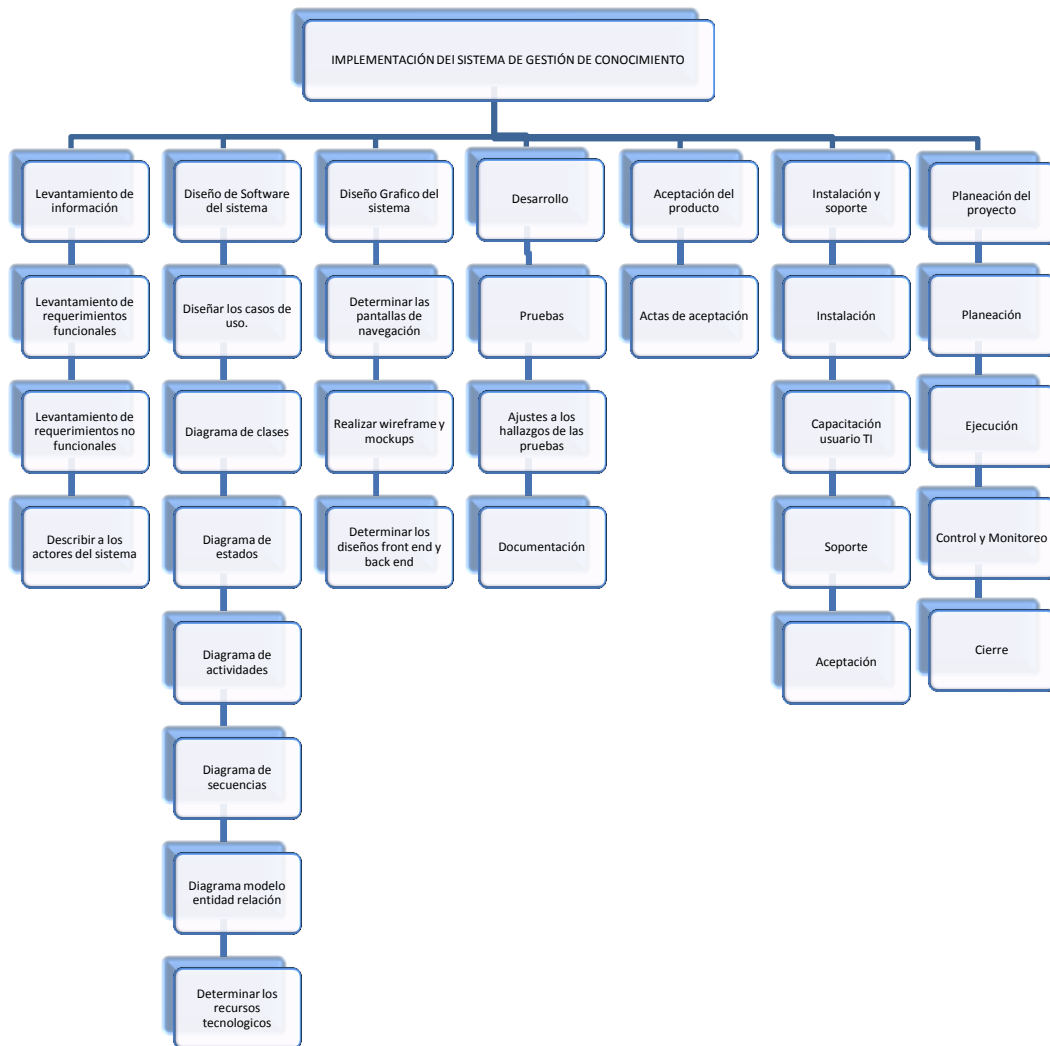 IMPLEMENTACIÓN DEl SISTEMA DE GESTIÓN DE CONOCIMIENTO
Levantamiento de
información
Levantamiento de
requerimientos
funcionales
Levantamiento de
requerimientos no
funcionales
Describir a los
actores del sistema
Diseño de Software
del sistema
Diseñar los casos de
uso.
Diagrama de clases
Diagrama de
estados
Diagrama de
actividades
Diagrama de
secuencias
Diagrama modelo
entidad relación
Determinar los
recursos
tecnologicos
Diseño Grafico del
sistema
Determinar las
pantallas de
navegación
Realizar wireframe y
mockups
Determinar los
diseños front end y
back end
Desarrollo
Pruebas
Ajustes a los
hallazgos de las
pruebas
Documentación
Aceptación del
producto
Actas de aceptación
Instalación y
soporte
Instalación
Capacitación
usuario TI
Soporte
Aceptación
Planeación del
proyecto
Planeación
Ejecución
Control y Monitoreo
Cierre